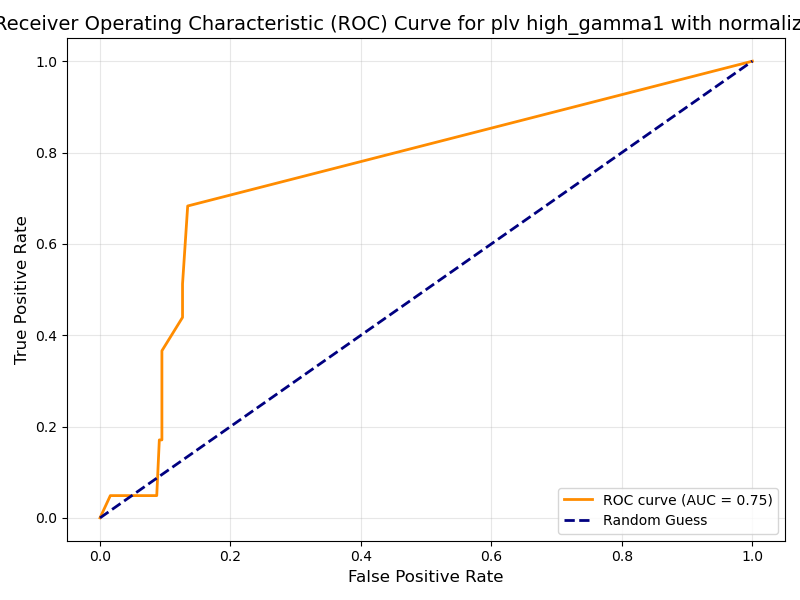 Receiver Operating Characteristic (ROC) Curve for plv high_gamma1 with normaliz
1.0
0.8
0.6
0.4
0.2
0.0
True Positive Rate
0.0 0.2 0.4 0.6 0.8 1.0
False Positive Rate
ROC curve (AUC = 0.75)
Random Guess